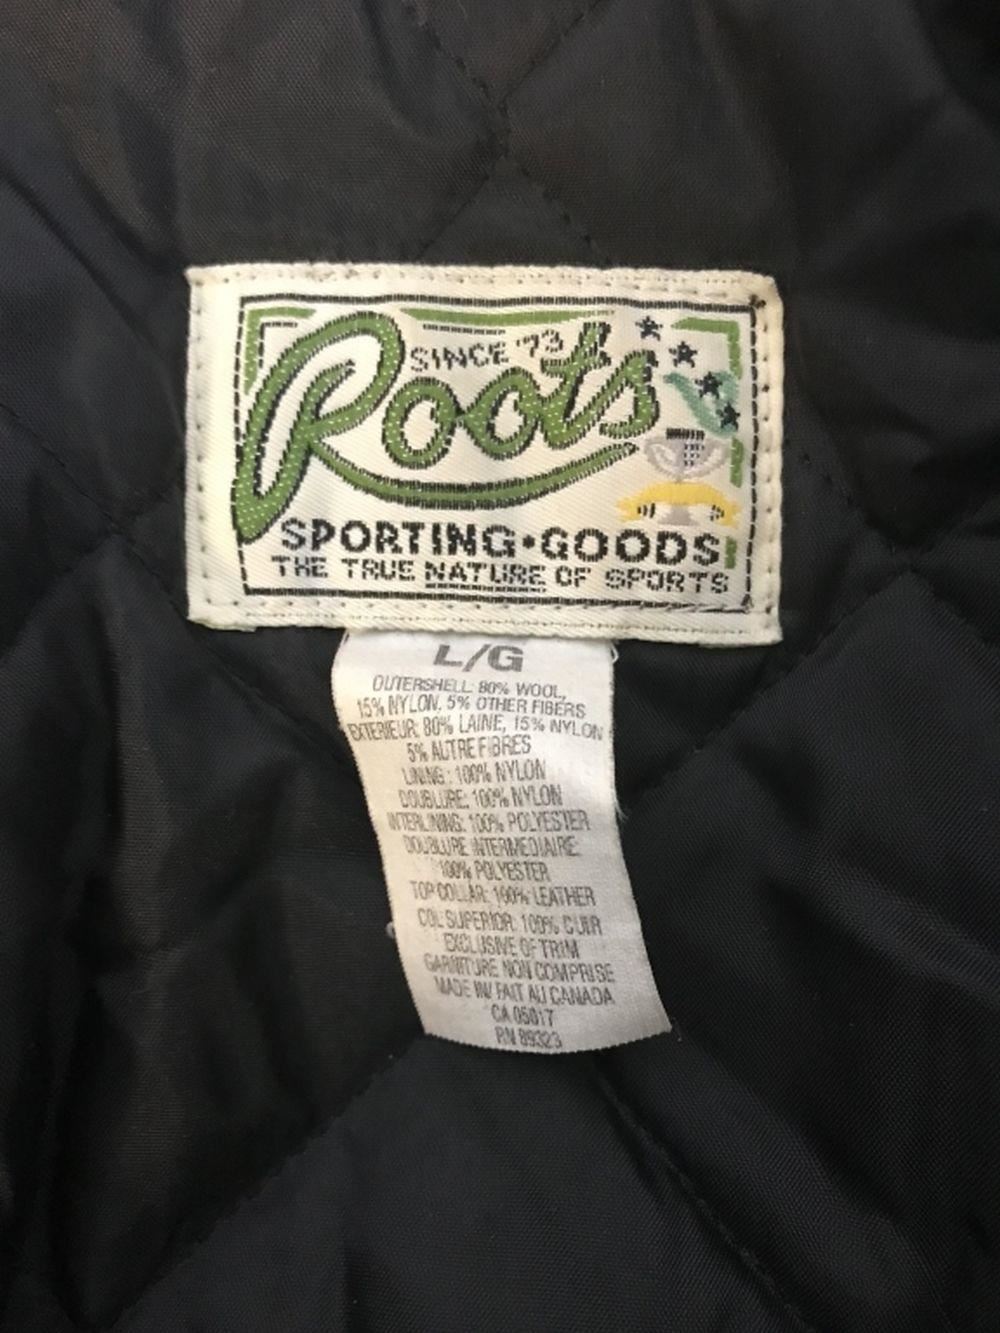 SINCE '73
Roots
SPORTING•GOODS
THE TRUE NATURE OF SPORTS
L/G
OUTERSHELL: 80% WOOL,
15% NYLON, 5% OTHER FIBERS
EXTERIEUR: 80% LAINE, 15% NYLON
5% AUTRE FIBRES
LINING: 100% NYLON
DOUBLURE: 100% NYLON
INTERLINING: 100% POLYESTER
DOUBLURE INTERMEDIAIRE:
100% POLYESTER
TOP COLLAR: 100% LEATHER
COL SUPERIOR: 100% CUIR
EXCLUSIVE OF TRIM
GARNITURE NON COMPRISE
MADE IN/ FAIT AU CANADA
CA 05017
RN 89323